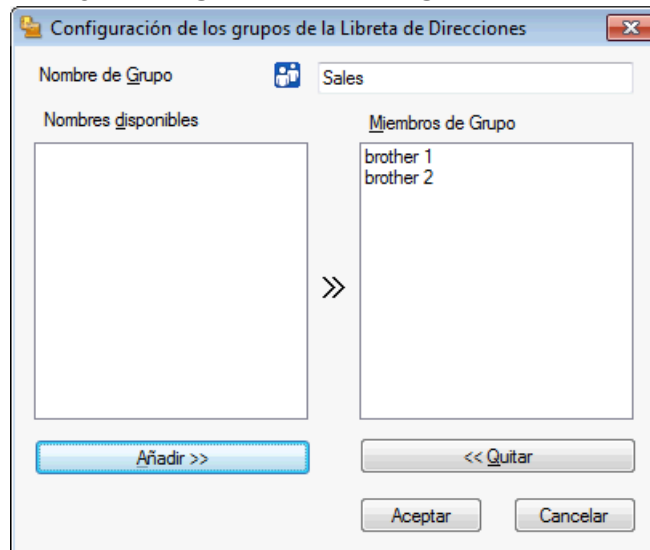 Configuración de los grupos de la Libreta de Direcciones
Nombre de Grupo
Sales
Nombres disponibles
Miembros de Grupo
brother 1
brother 2
Añadir >>
<< Quitar
Aceptar
Cancelar